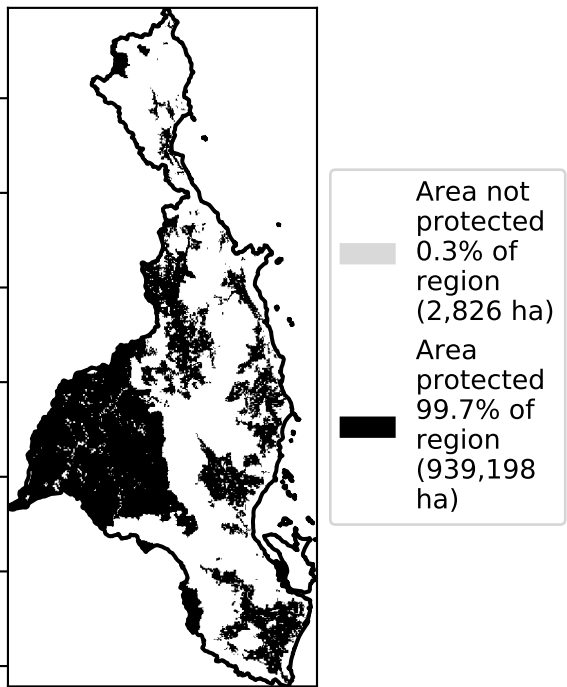 Area not
protected
0.3% of
region
(2,826 ha)
Area
protected
99.7% of
region
(939,198
ha)